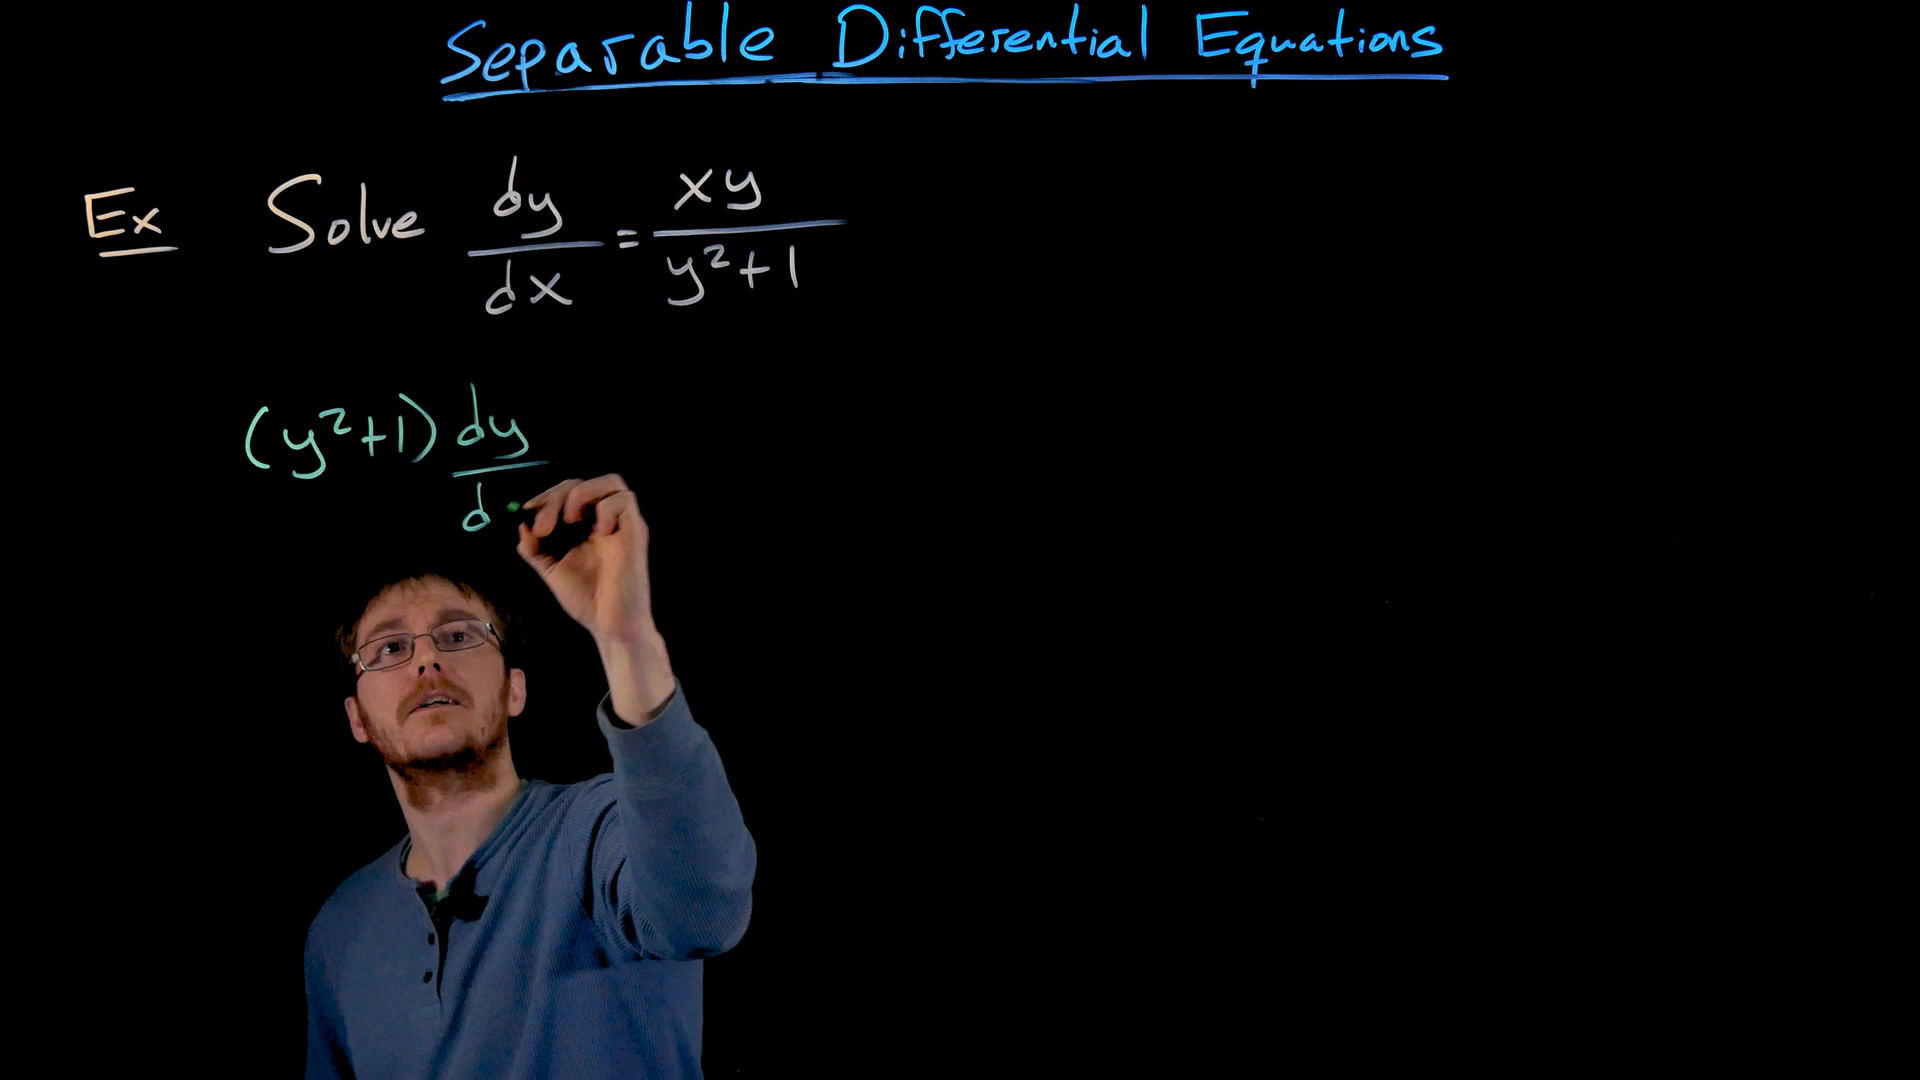 Separable Differential Equations
Ex Solve dy/dx = xy/y²+1
(y²+1) dy/d